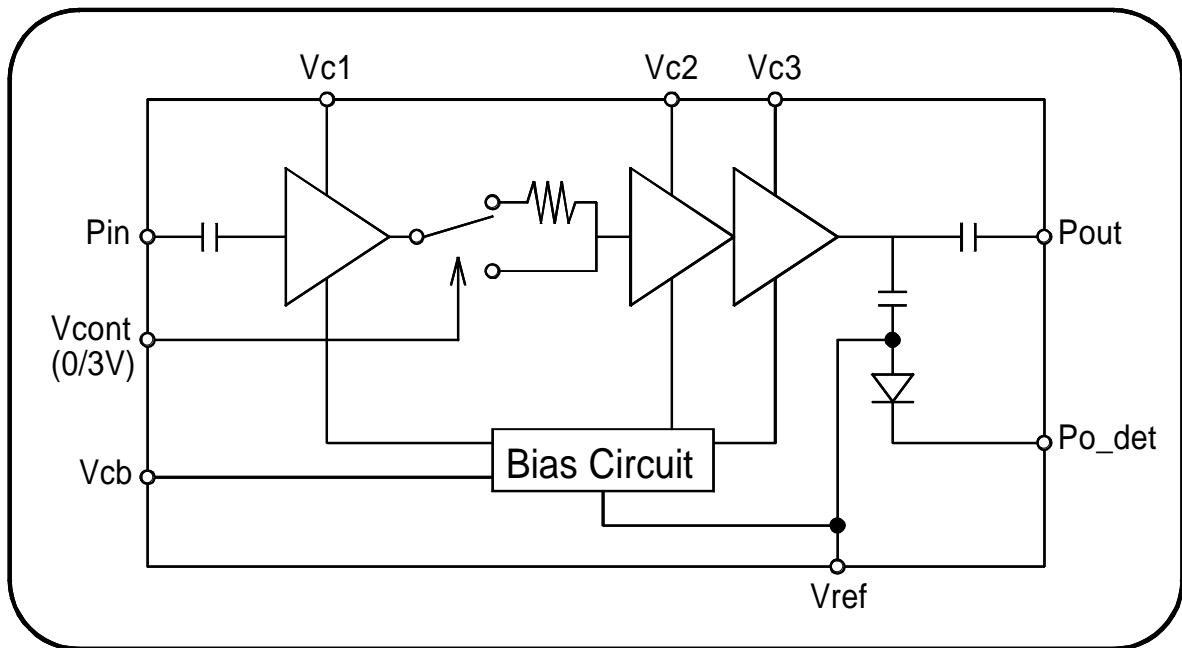 Vc1
Vc2
Vc3
Pin
Pout
Vcont
(0/3V)
Po_det
Bias Circuit
Vcb
Vref